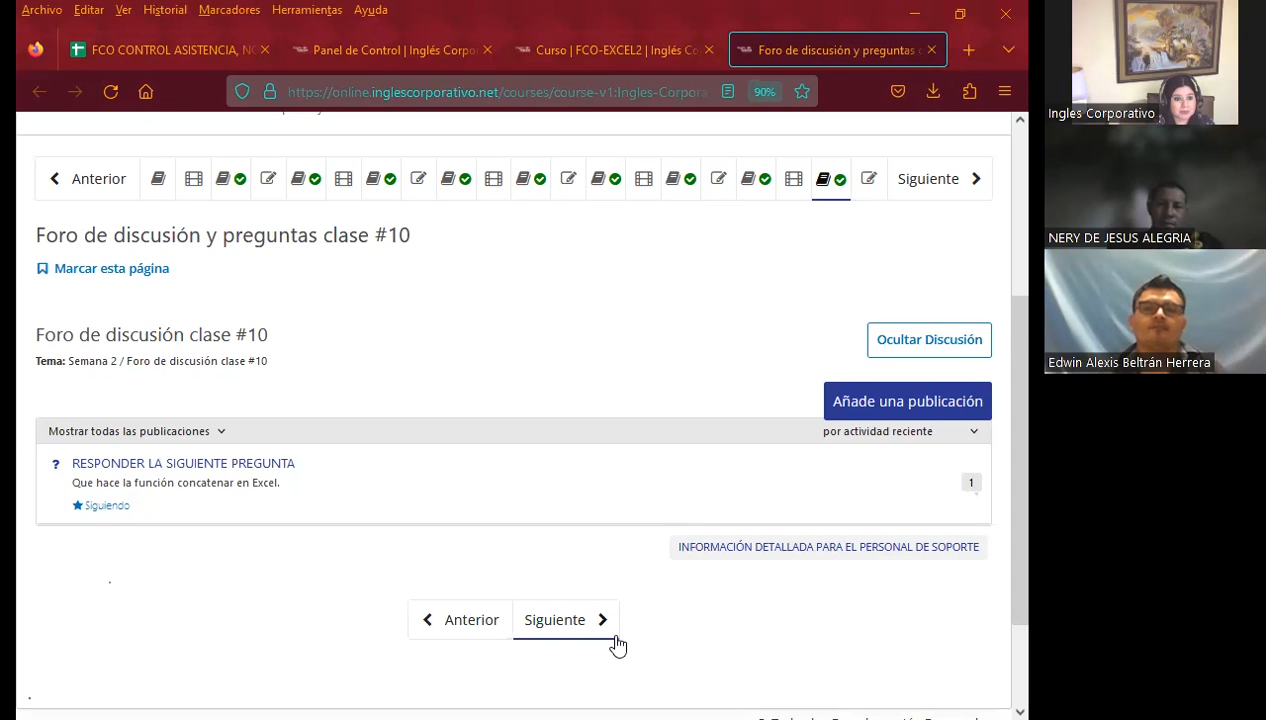 Archivo Editar Ver Historial Marcadores Herramientas Ayuda
FCO CONTROL ASISTENCIA, NO
Panel de Control | Inglés Corpor
Curso | FCO-EXCEL2 | Inglés Co
Foro de discusión y preguntas
https://online.inglescorporativo.net/courses/course-v1:Ingles-Corpora
90%
Anterior
Siguiente
Foro de discusión y preguntas clase #10
Marcar esta página
Foro de discusión clase #10
Ocultar Discusión
Tema: Semana 2 / Foro de discusión clase #10
Añade una publicación
Mostrar todas las publicaciones
por actividad reciente
? RESPONDER LA SIGUIENTE PREGUNTA
Que hace la función concatenar en Excel.
1
Siguiendo
INFORMACIÓN DETALLADA PARA EL PERSONAL DE SOPORTE
Anterior
Siguiente
Ingles Corporativo
NERY DE JESUS ALEGRIA
Edwin Alexis Beltrán Herrera